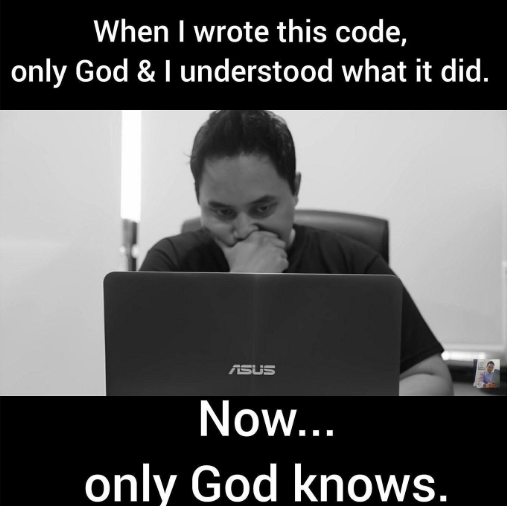 When I wrote this code,
only God & I understood what it did.
ASUS
Now...
only God knows.